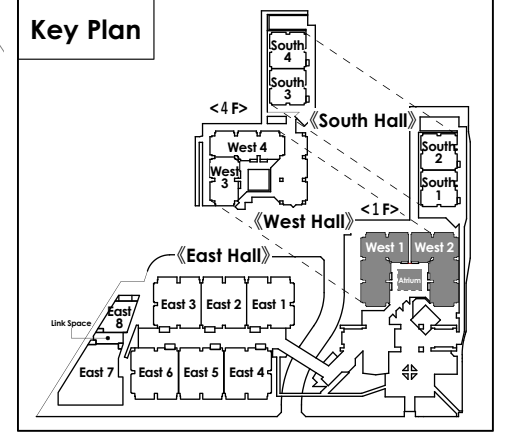 Key Plan
South
4
South
3
<4F>
《South Hall》
West 4
West
3
South
2
South
1
<1F>
《West Hall》
West 1
West 2
Atrium
《East Hall》
East 3
East 2
East 1
East
8
Link Space
East 7
East 6
East 5
East 4